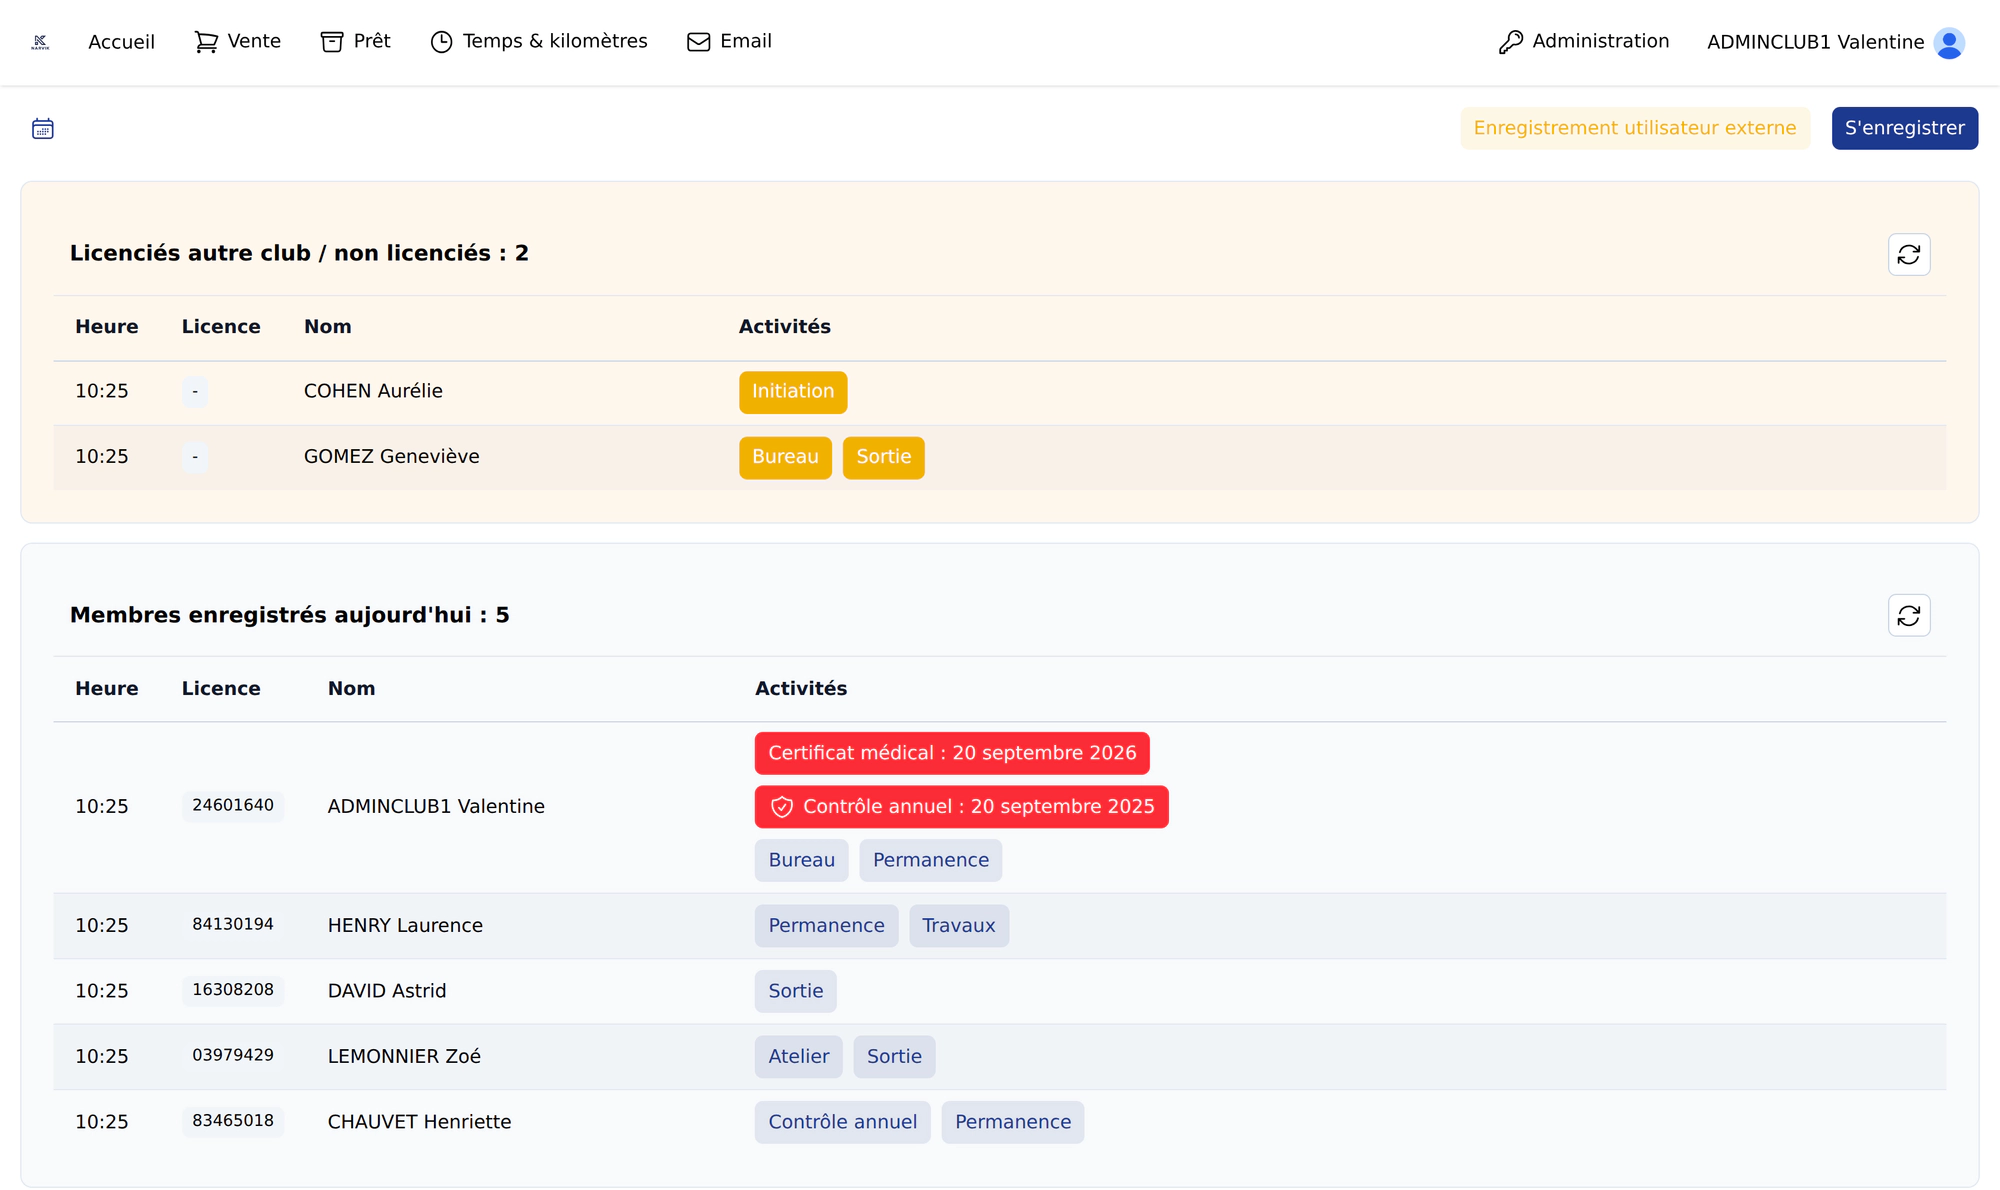 NARVIK Accueil Vente Prêt Temps & kilomètres Email Administration ADMINCLUB1 Valentine
Enregistrement utilisateur externe S'enregistrer
Licenciés autre club / non licenciés : 2
Heure Licence Nom Activités
10:25 - COHEN Aurélie Initiation
10:25 - GOMEZ Geneviève Bureau Sortie
Membres enregistrés aujourd'hui : 5
Heure Licence Nom Activités
Certificat médical : 20 septembre 2026
10:25 24601640 ADMINCLUB1 Valentine Contrôle annuel : 20 septembre 2025
Bureau Permanence
10:25 84130194 HENRY Laurence Permanence Travaux
10:25 16308208 DAVID Astrid Sortie
10:25 03979429 LEMONNIER Zoé Atelier Sortie
10:25 83465018 CHAUVET Henriette Contrôle annuel Permanence